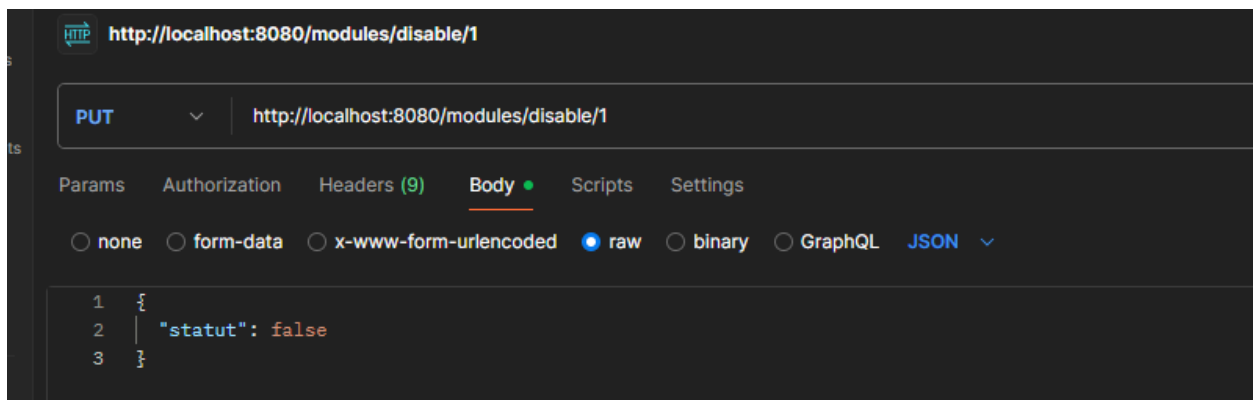 HTTP http://localhost:8080/modules/disable/1
s
PUT http://localhost:8080/modules/disable/1
ts
Params Authorization Headers (9) Body Scripts Settings
none form-data x-www-form-urlencoded raw binary GraphQL JSON
1 {
2 "statut": false
3 }